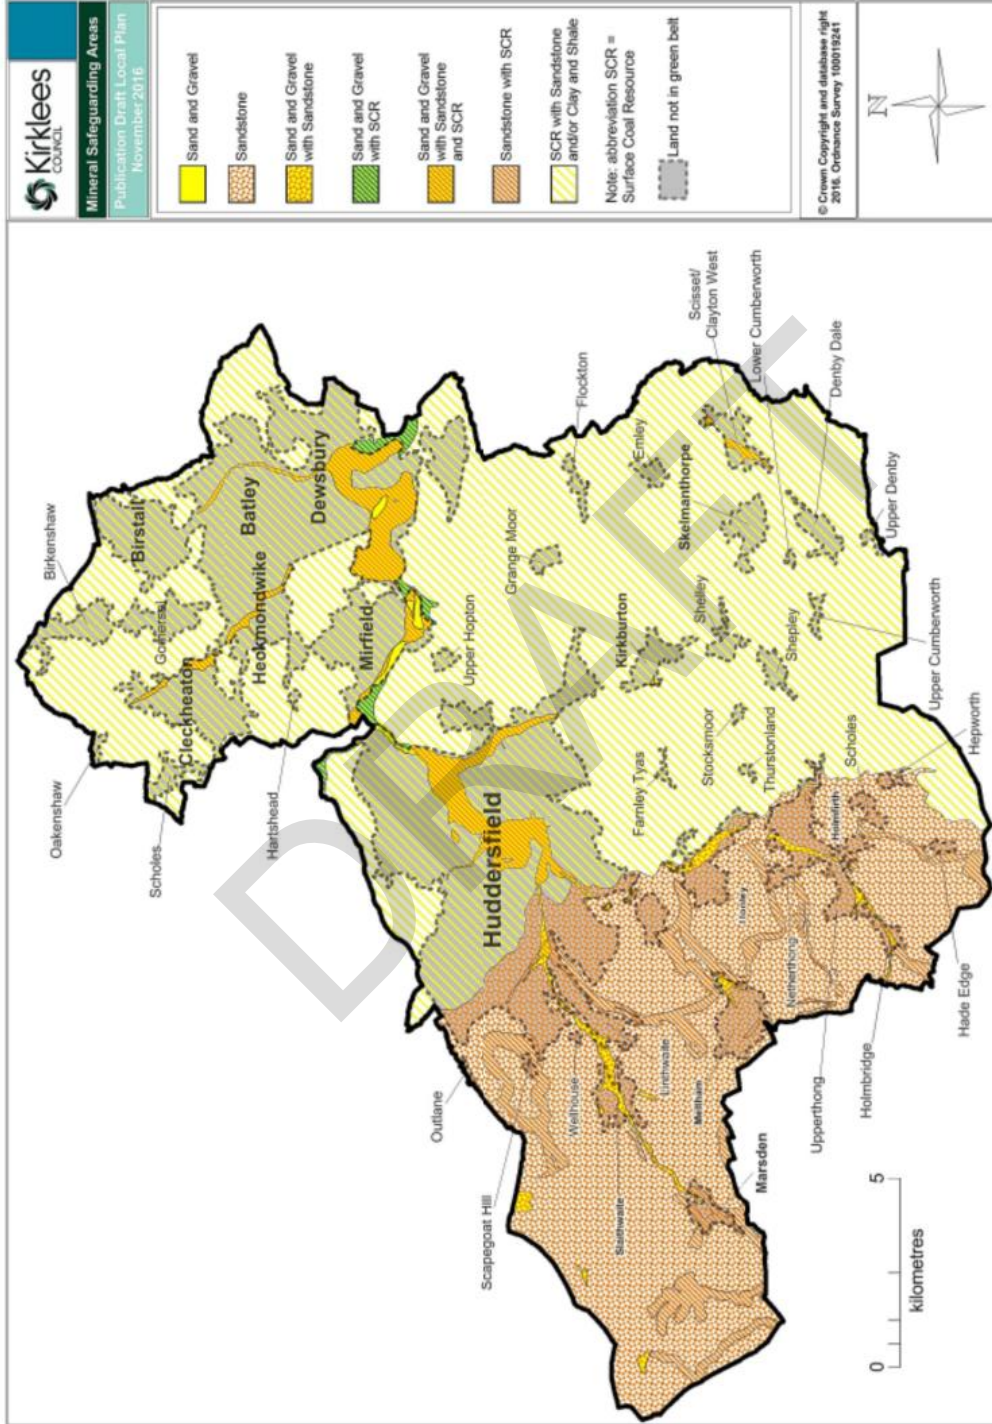 Kirklees
COUNCIL
Mineral Safeguarding Areas
Publication Draft Local Plan
November 2016
Sand and Gravel
Sandstone
Sand and Gravel
with Sandstone
Sand and Gravel
with SCR
Sand and Gravel
with Sandstone
and SCR
Sandstone with SCR
SCR with Sandstone
and/or Clay and Shale
Note: abbreviation SCR =
Surface Coal Resource
Land not in green belt
© Crown Copyright and database right
2016. Ordnance Survey 100019241
N
Oakenshaw
Birkenshaw
Scholes
Cleckheaton
Gomersal
Birstall
Hartshead
Heckmondwike
Batley
Dewsbury
Mirfield
Upper Hopton
Grange Moor
Flockton
Huddersfield
Kirkburton
Emley
Skelmanthorpe
Scisset/
Clayton West
Lower Cumberworth
Denby Dale
Upper Denby
Shelley
Shepley
Upper Cumberworth
Farnley Tyas
Stocksmoor
Thurstonland
Scholes
Hepworth
Holmfirth
Honley
Netherthong
Hade Edge
Holmbridge
Upperthong
Outlane
Scapegoat Hill
Wellhouse
Linthwaite
Slaithwaite
Meltham
Marsden
0
5
kilometres
DRAFT